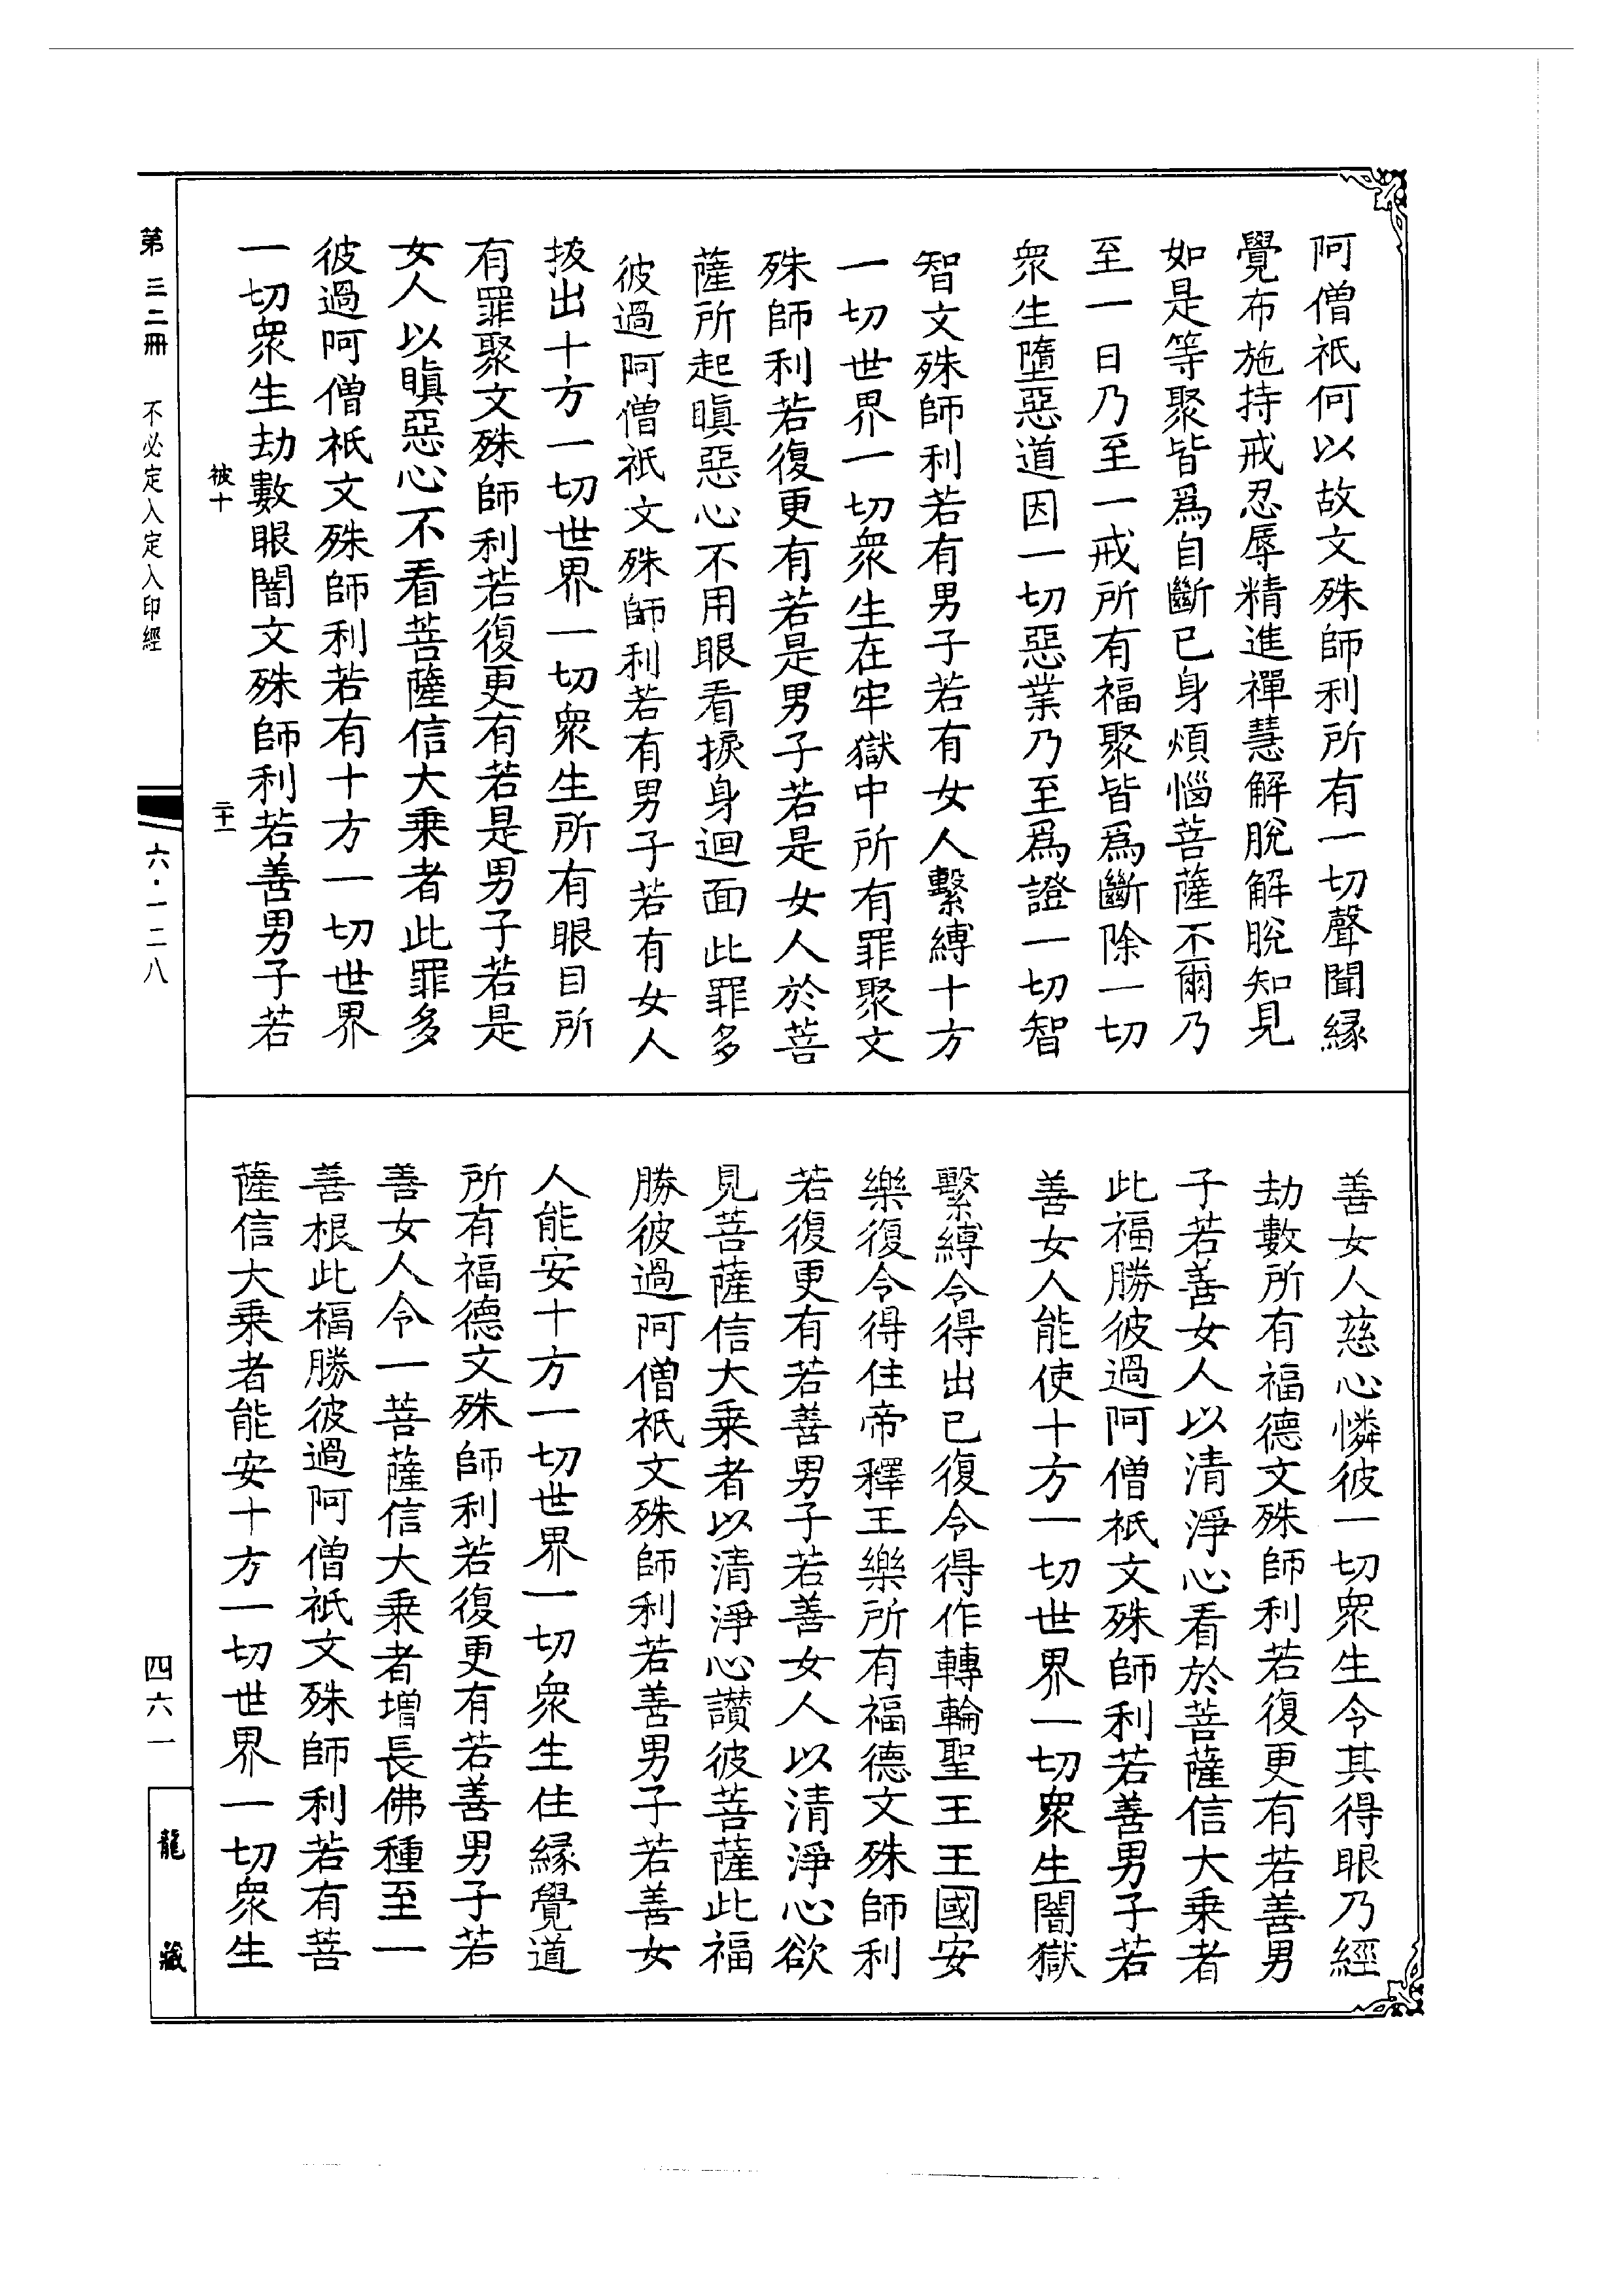 阿僧祇何以故文殊師利所有一切聲聞縁
覺布施持戒忍辱精進禪慧解脫解脫知見
如是等聚皆爲自斷已身煩惱菩薩不爾乃
至一日乃至一戒所有福聚皆爲斷除一切
衆生墮惡道因一切惡業乃至爲證一切智
智文殊師利若有男子若有女人繫縛十方
一切世界一切衆生在牢獄中所有罪聚文
殊師利若復更有若是男子若是女人於菩
薩所起瞋惡心不用眼看捩身迴面此罪多
彼過阿僧祇文殊師利若有男子若有女人
拔出十方一切世界一切衆生所有眼目所
有罪聚文殊師利若復更有若是男子若是
女人以瞋惡心不看菩薩信大乗者此罪多
彼過阿僧祇文殊師利若有十方一切世界
一切衆生劫數眼闇文殊師利若善男子若
被十 二十一
善女人慈心憐彼一切衆生令其得眼乃經
劫數所有福德文殊師利若復更有若善男
子若善女人以清淨心看於菩薩信大乗者
此福勝彼過阿僧祇文殊師利若善男子若
善女人能使十方一切世界一切衆生闇獄
繫縛令得出已復令得作轉輪聖王王國安
樂復令得住帝釋王樂所有福德文殊師利
若復更有若善男子若善女人以清淨心欲
見菩薩信大乗者以清淨心讃彼菩薩此福
勝彼過阿僧祇文殊師利若善男子若善女
人能安十方一切世界一切衆生住縁覺道
所有福德文殊師利若復更有若善男子若
善女人令一菩薩信大乗者增長佛種至一
善根此福勝彼過阿僧祇文殊師利若有菩
薩信大乗者能安十方一切世界一切衆生
第三二冊 不必定入定入印經
六·一二八
四六一
龍藏